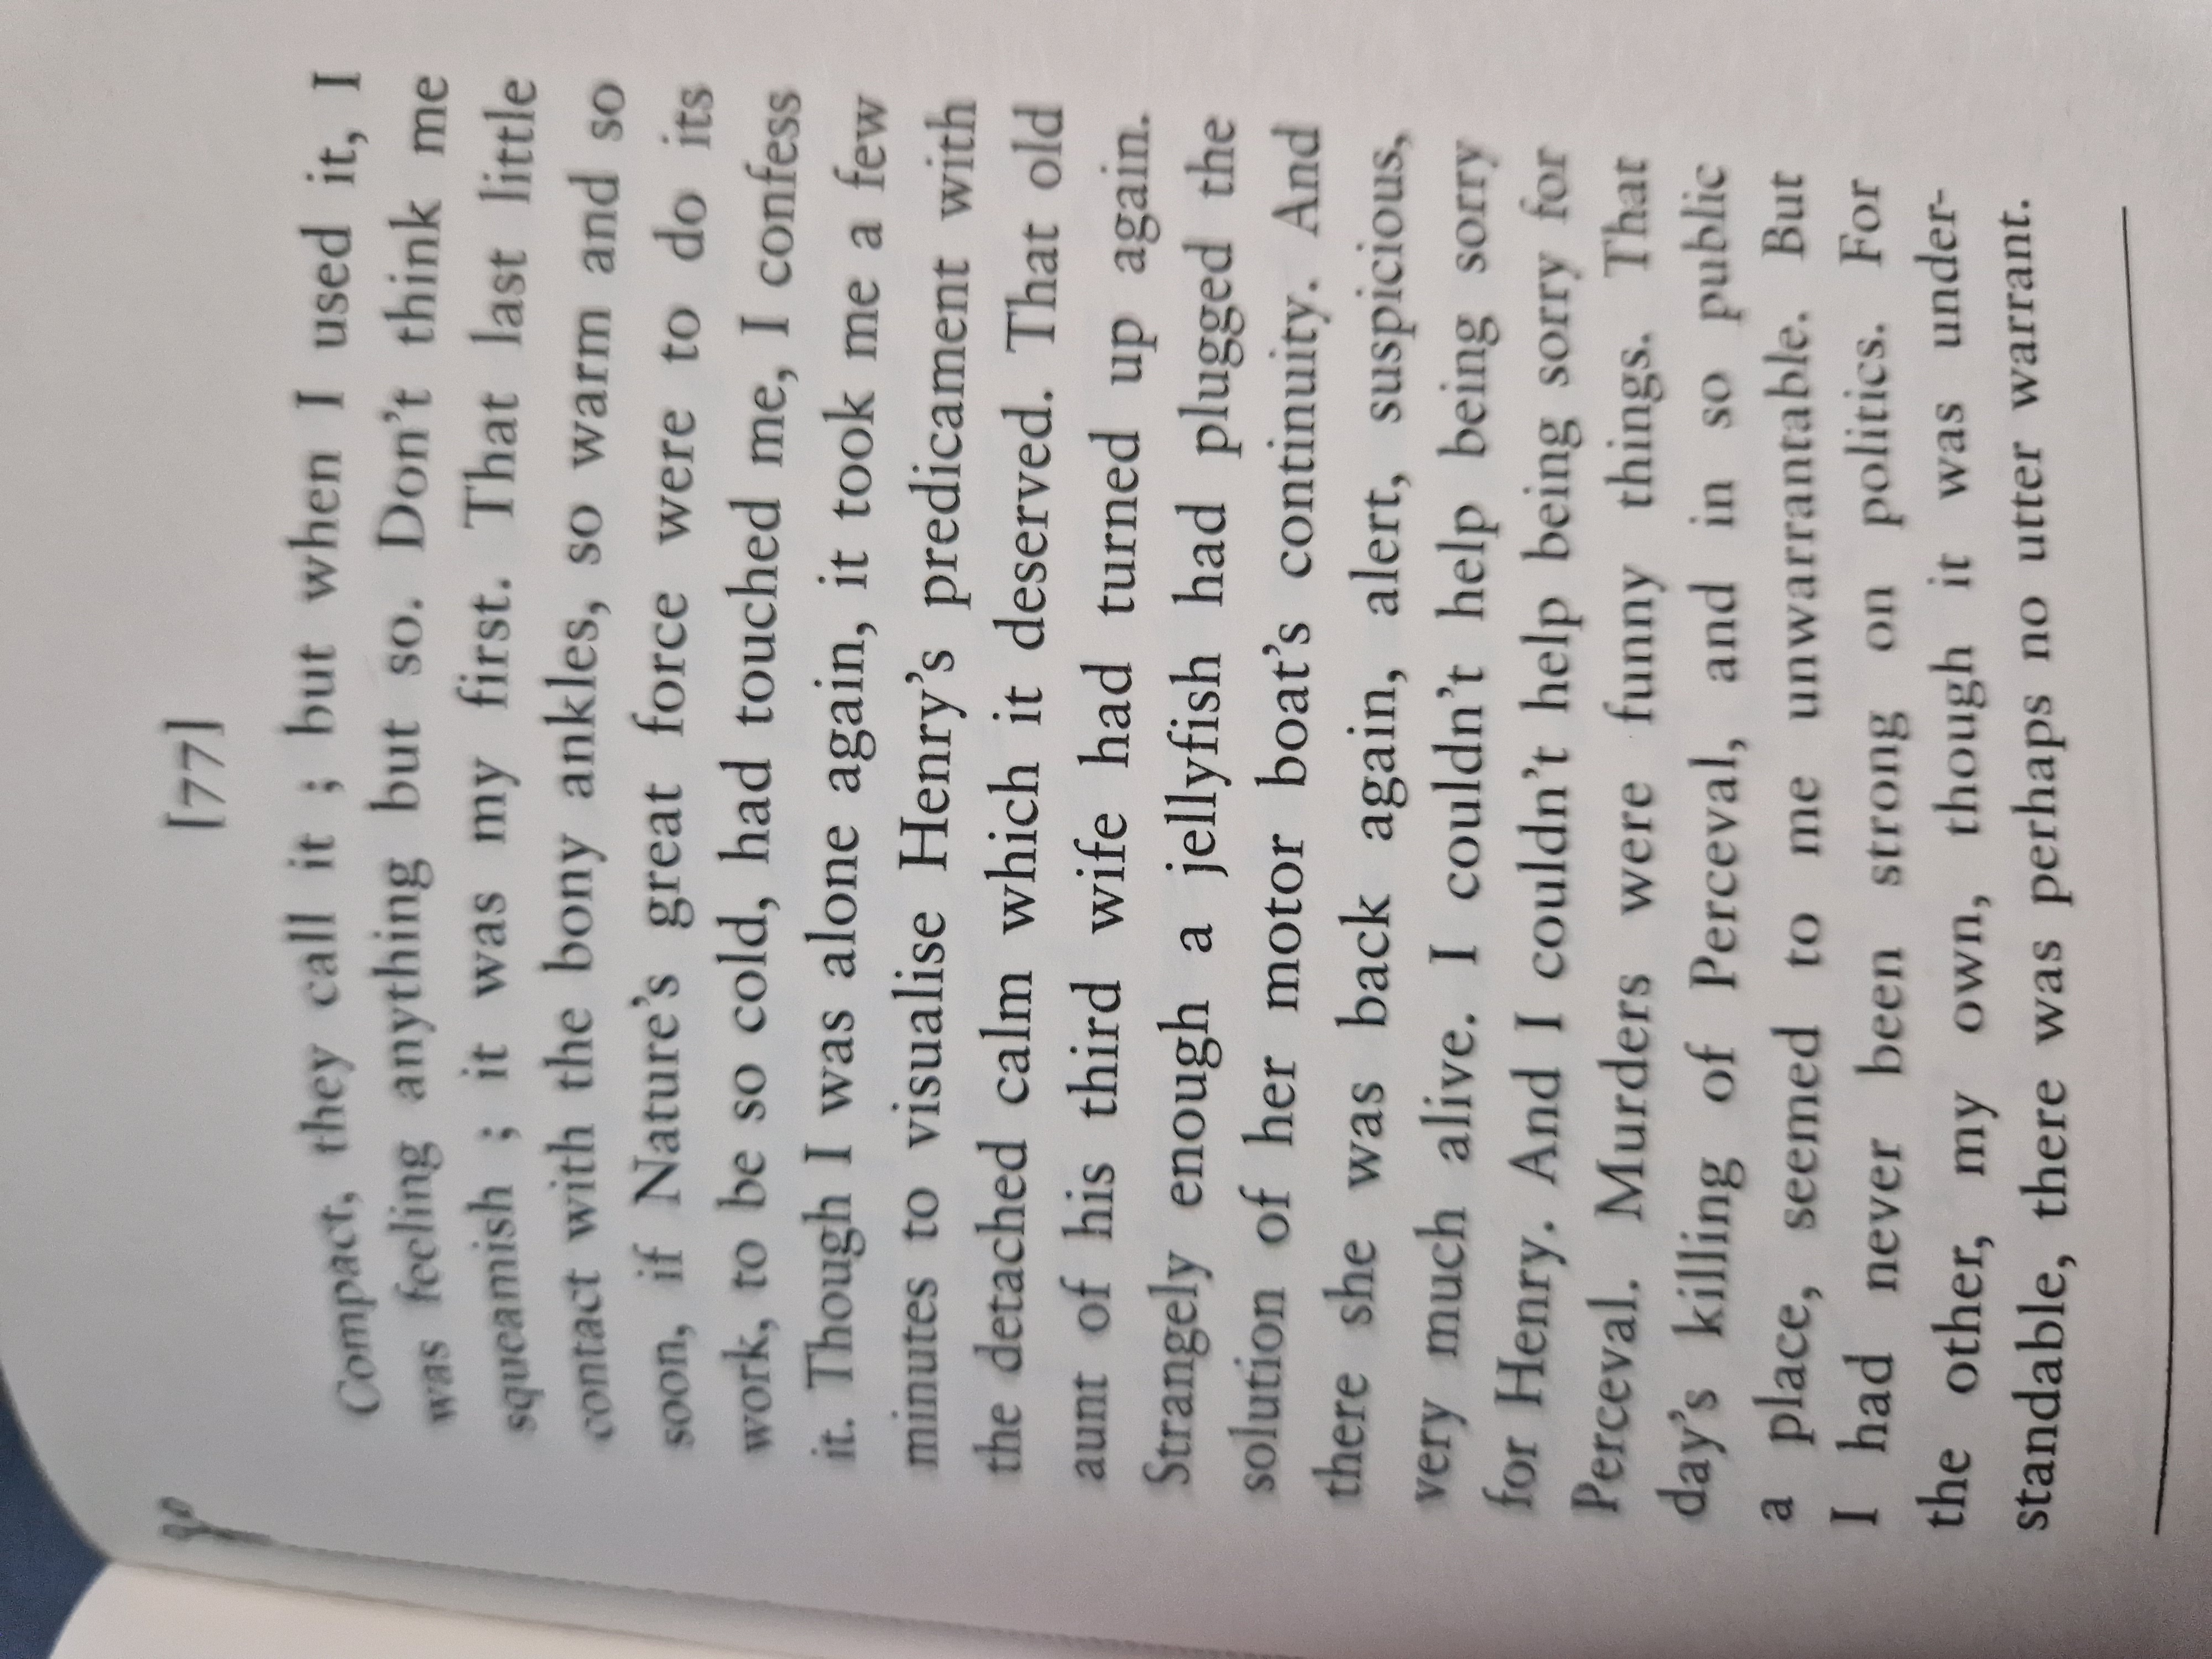 [77]
Compact, they call it ; but when I used it, I
was feeling anything but so. Don't think me
squeamish ; it was my first. That last little
contact with the bony ankles, so warm and so
soon, if Nature's great force were to do its
work, to be so cold, had touched me, I confess
it. Though I was alone again, it took me a few
minutes to visualise Henry's predicament with
the detached calm which it deserved. That old
aunt of his third wife had turned up again.
Strangely enough a jellyfish had plugged the
solution of her motor boat's continuity. And
there she was back again, alert, suspicious,
very much alive. I couldn't help being sorry
for Henry. And I couldn't help being sorry for
Perceval. Murders were funny things. That
day's killing of Perceval, and in so public
a place, seemed to me unwarrantable. But
I had never been strong on politics. For
the other, my own, though it was under-
standable, there was perhaps no utter warrant.